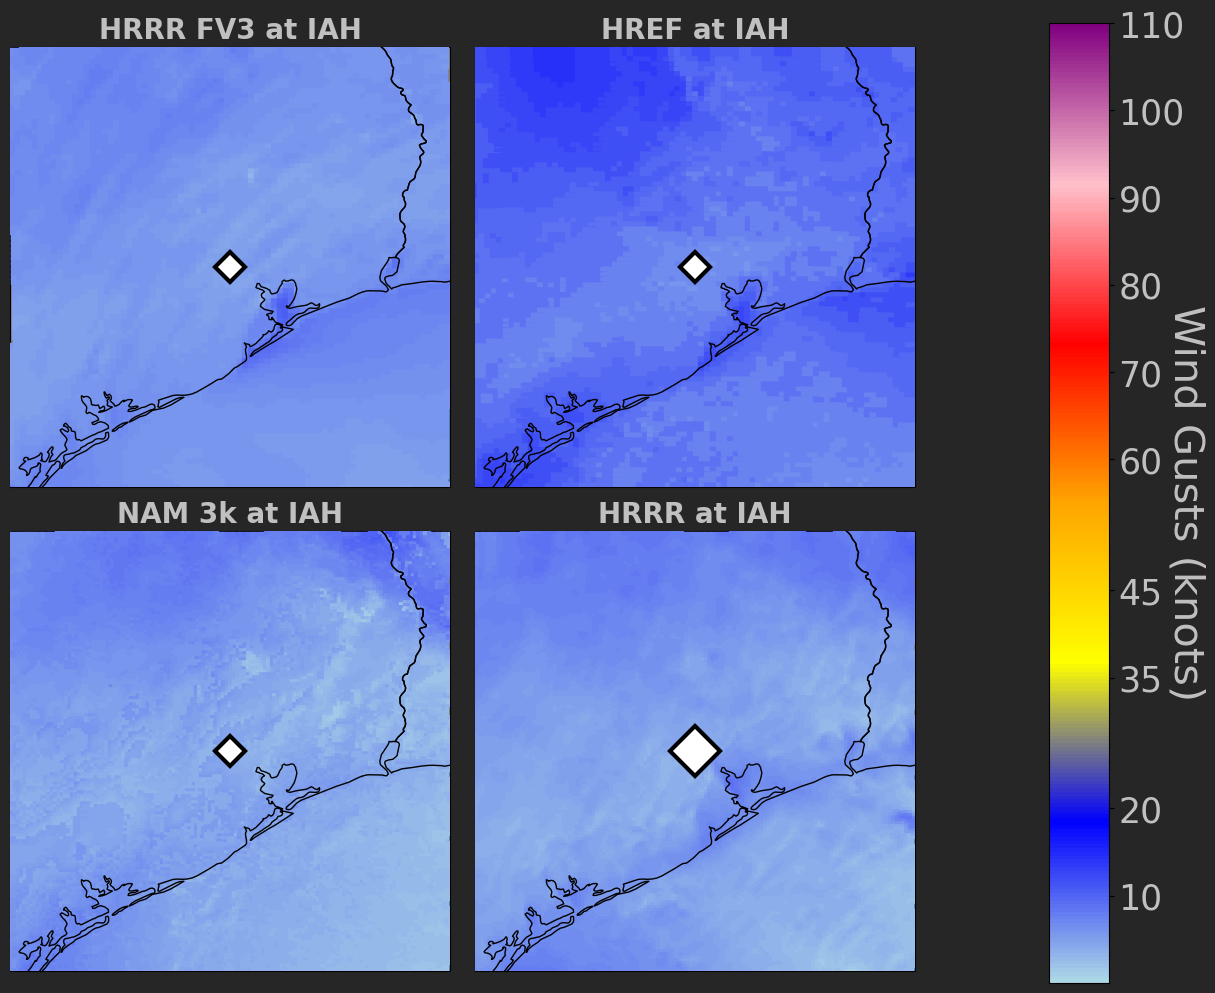 HRRR FV3 at IAH
HREF at IAH
NAM 3k at IAH
HRRR at IAH
110
100
90
80
70
60
45
35
20
10
Wind Gusts (knots)